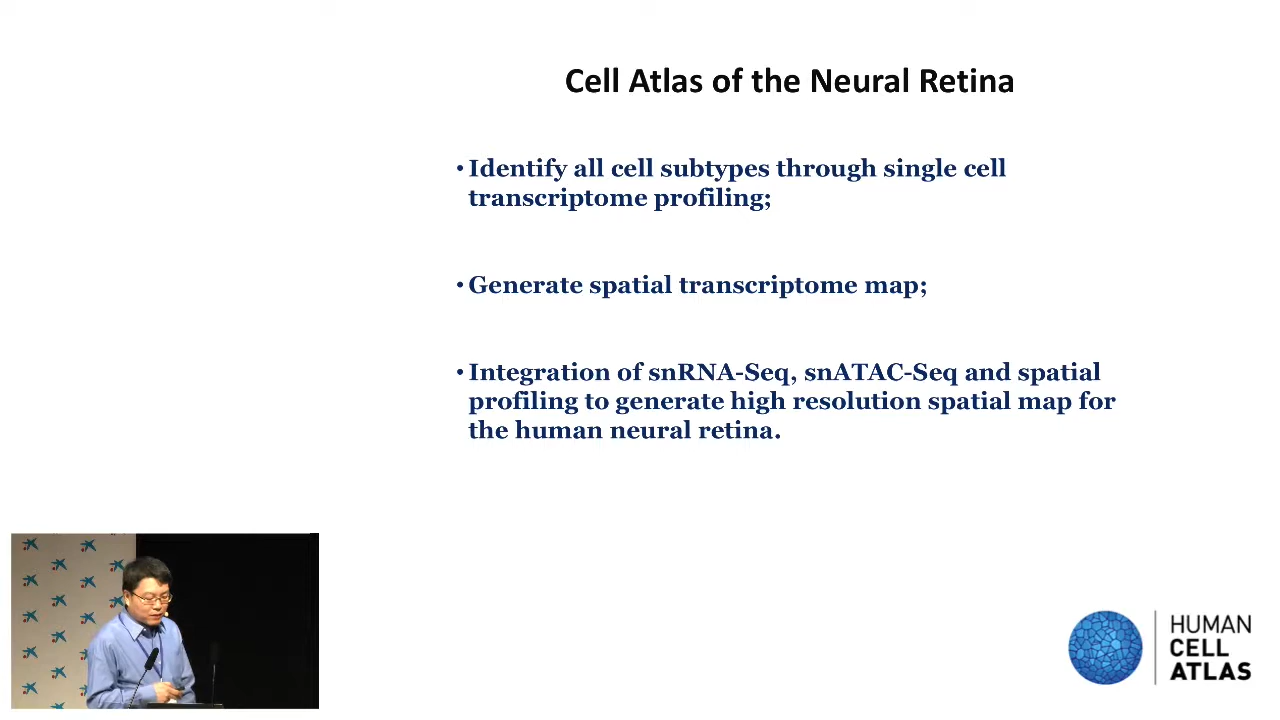 Cell Atlas of the Neural Retina
• Identify all cell subtypes through single cell
transcriptome profiling;
• Generate spatial transcriptome map;
• Integration of snRNA-Seq, snATAC-Seq and spatial
profiling to generate high resolution spatial map for
the human neural retina.
HUMAN
CELL
ATLAS